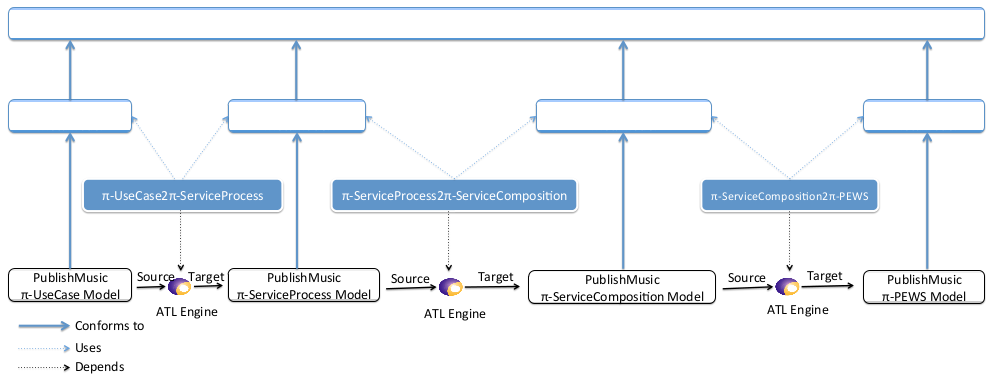 π-UseCase2π-ServiceProcess
π-ServiceProcess2π-ServiceComposition
π-ServiceComposition2π-PEWS
PublishMusic
π-UseCase Model
Source
Target
ATL Engine
PublishMusic
π-ServiceProcess Model
Source
Target
ATL Engine
PublishMusic
π-ServiceComposition Model
Source
Target
ATL Engine
PublishMusic
π-PEWS Model
Conforms to
Uses
Depends